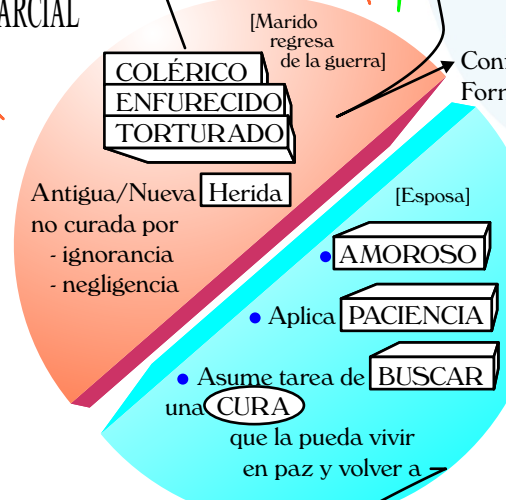 ARCIAL
[Marido
regresa
de la guerra]
COLÉRICO
ENFURECIDO
TORTURADO
Antigua/Nueva Herida
no curada por
- ignorancia
- negligencia
[Esposa]
• AMOROSO
• Aplica PACIENCIA
• Asume tarea de BUSCAR
una CURA
que la pueda vivir
en paz y volver a